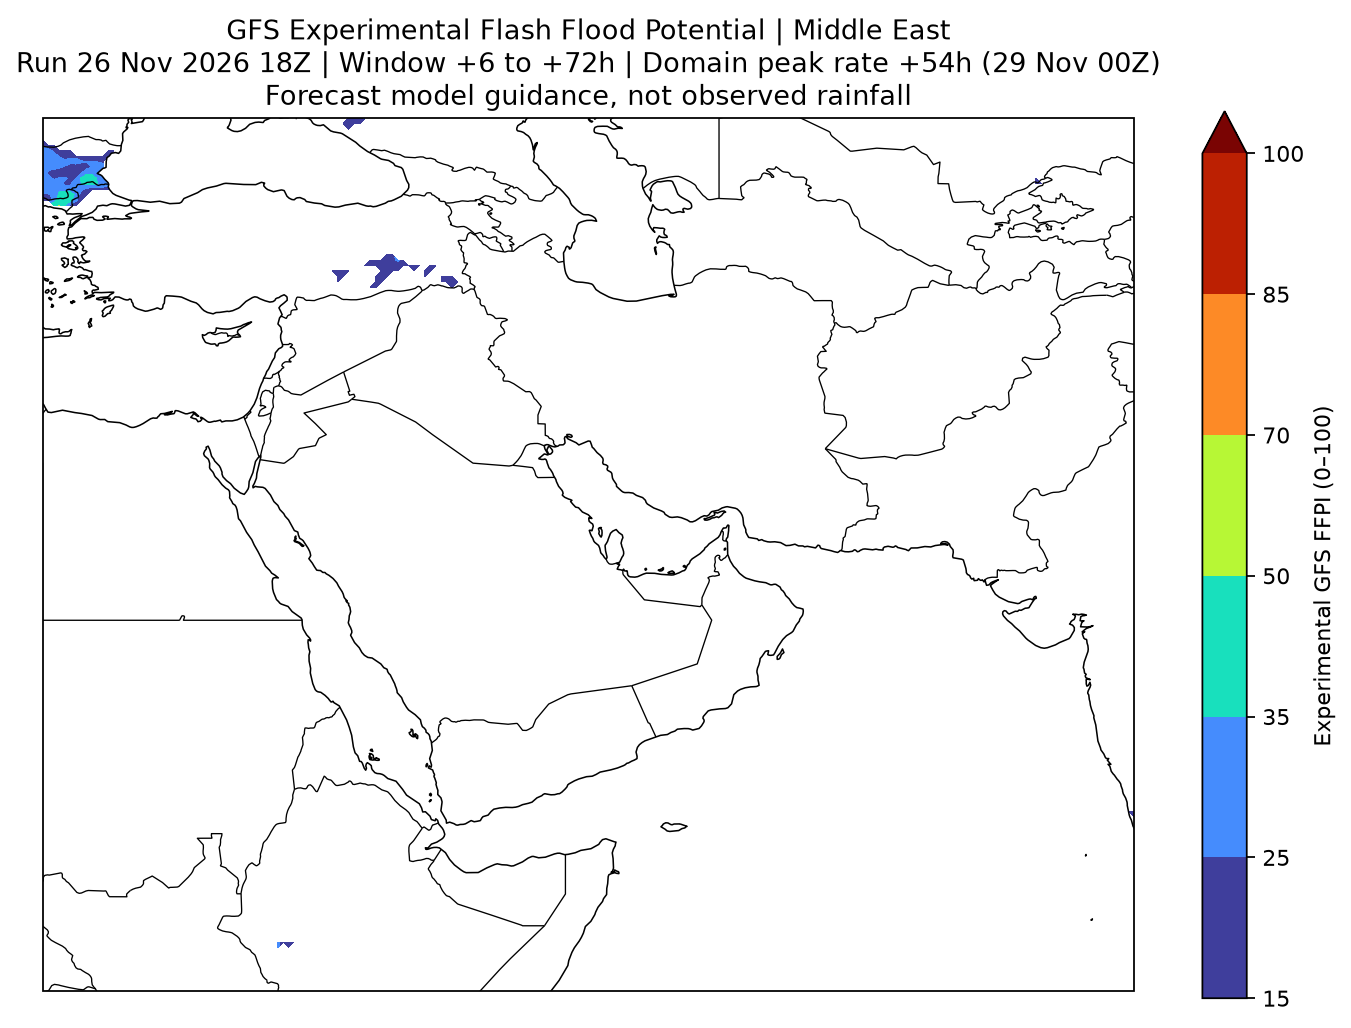 GFS Experimental Flash Flood Potential | Middle East
Run 26 Nov 2026 18Z | Window +6 to +72h | Domain peak rate +54h (29 Nov 00Z)
Forecast model guidance, not observed rainfall
100
85
70
50
35
25
15
Experimental GFS FFPI (0–100)